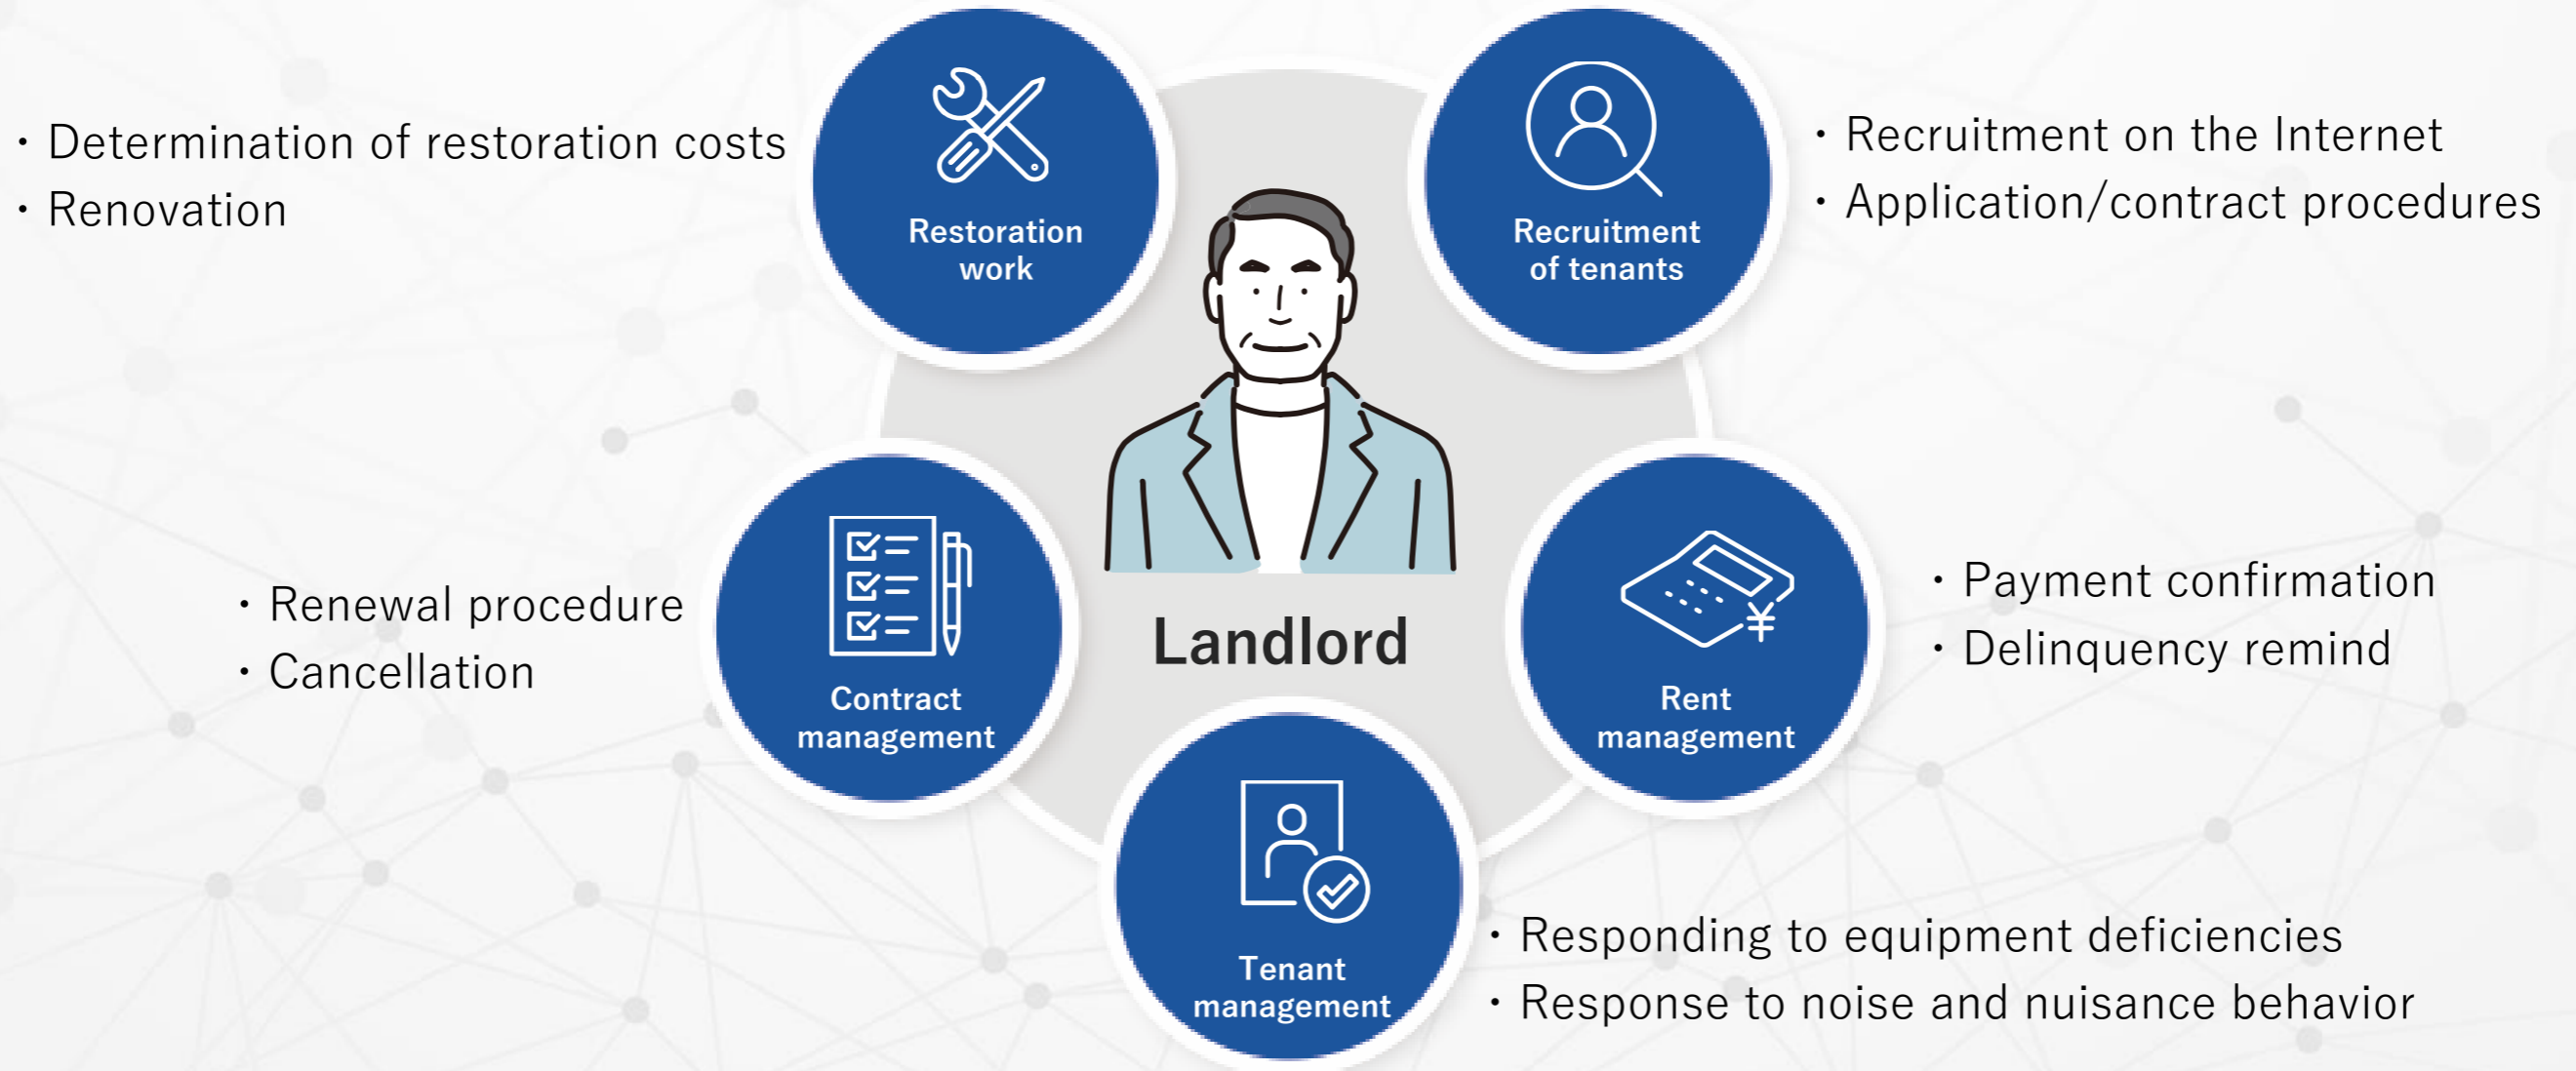 Restoration
work
・Determination of restoration costs
・Renovation
Recruitment
of tenants
・Recruitment on the Internet
・Application/contract procedures
Landlord
Contract
management
・Renewal procedure
・Cancellation
¥
Rent
management
・Payment confirmation
・Delinquency remind
Tenant
management
・Responding to equipment deficiencies
・Response to noise and nuisance behavior